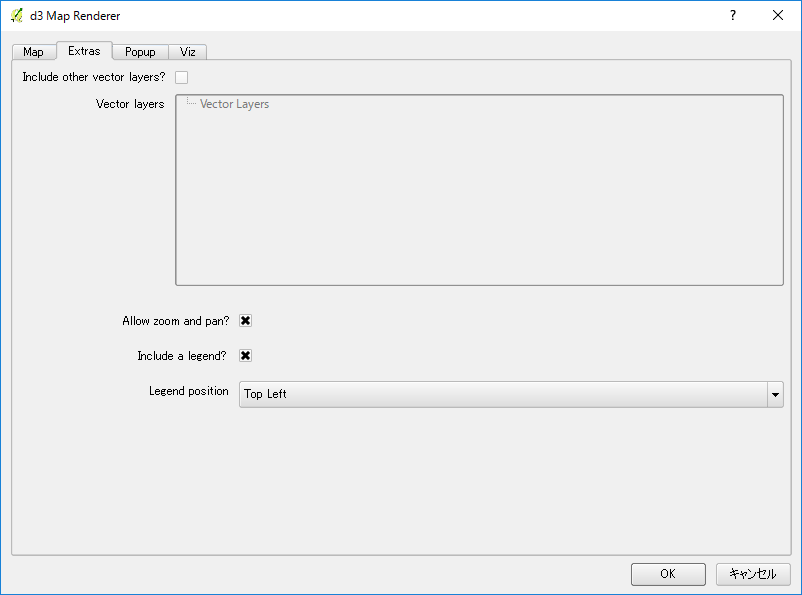 d3 Map Renderer
?
Map Extras Popup Viz
Include other vector layers?
Vector layers
Vector Layers
Allow zoom and pan?
Include a legend?
Legend position
Top Left
OK キャンセル